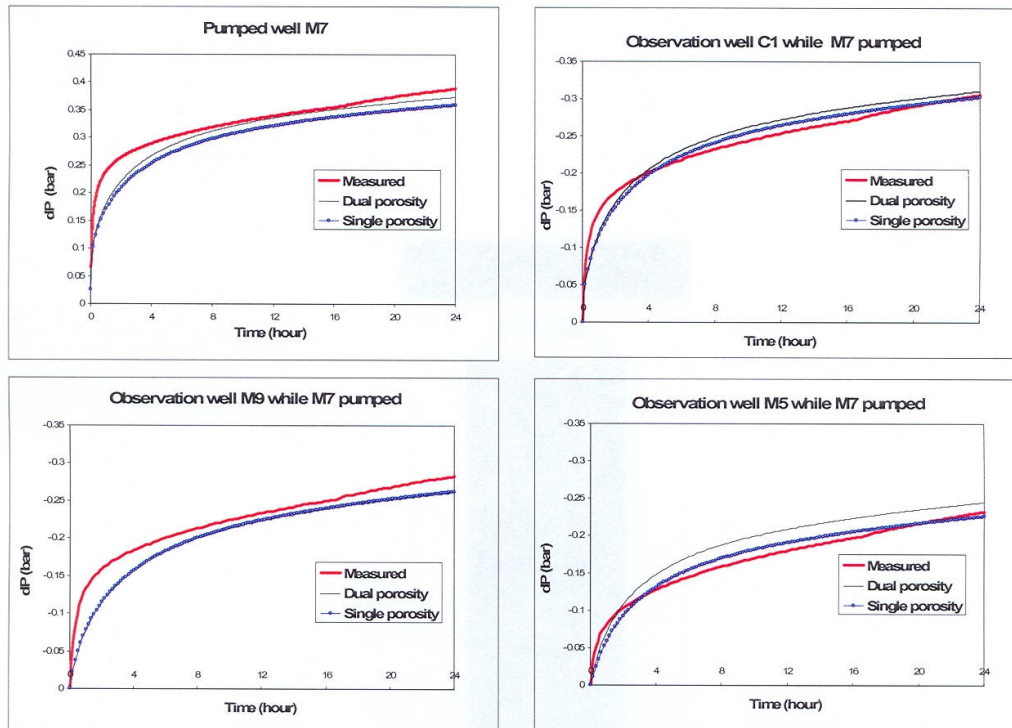 Pumped well M7
0.45
0.4
0.35
0.3
0.25
0.2
0.15
0.1
0.05
0
dP (bar)
Measured
Dual porosity
Single porosity
0 4 8 12 16 20 24
Time (hour)
Observation well C1 while M7 pumped
-0.35
-0.3
-0.25
-0.2
-0.15
-0.1
-0.05
0
dP (bar)
Measured
Dual porosity
Single porosity
0 4 8 12 16 20 24
Time (hour)
Observation well M9 while M7 pumped
-0.35
-0.3
-0.25
-0.2
-0.15
-0.1
-0.05
0
dP (bar)
Measured
Dual porosity
Single porosity
0 4 8 12 16 20 24
Time (hour)
Observation well M5 while M7 pumped
-0.35
-0.3
-0.25
-0.2
-0.15
-0.1
-0.05
0
dP (bar)
Measured
Dual porosity
Single porosity
0 4 8 12 16 20 24
Time (hour)